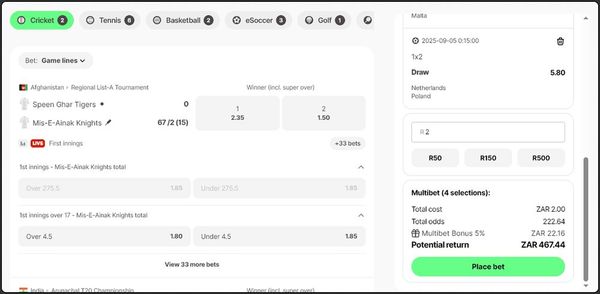 Cricket 2 Tennis 6 Basketball 2 eSoccer 3 Golf 1
Bet: Game lines
Afghanistan · Regional List-A Tournament Winner (incl. super over)
Speen Ghar Tigers 0
1
2.35
2
1.50
Mis-E-Ainak Knights 67 /2 (15)
LIVE First innings +33 bets
1st innings - Mis-E-Ainak Knights total
Over 275.5 1.85 Under 275.5 1.85
1st innings over 17 - Mis-E-Ainak Knights total
Over 4.5 1.80 Under 4.5 1.85
View 33 more bets
India · Arunachal T20 Championship Winner (incl. super over)
Malta
2025-09-05 0:15:00
1x2
Draw 5.80
Netherlands
Poland
R 2
R50 R150 R500
Multibet (4 selections):
Total cost ZAR 2.00
Total odds 222.64
Multibet Bonus 5% ZAR 22.16
Potential return ZAR 467.44
Place bet